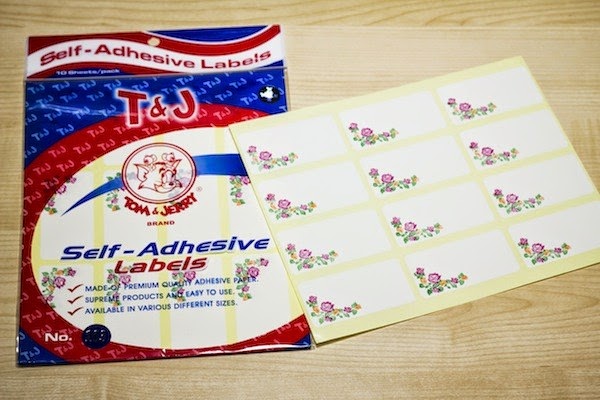 Self-Adhesive Labels
10 Sheets/pack
T&J
TOM & JERRY
®
BRAND
Self-Adhesive
Labels
MADE OF PREMIUM QUALITY ADHESIVE PAPER.
SUPREME PRODUCTS AND EASY TO USE.
AVAILABLE IN VARIOUS DIFFERENT SIZES.
T&J
No.